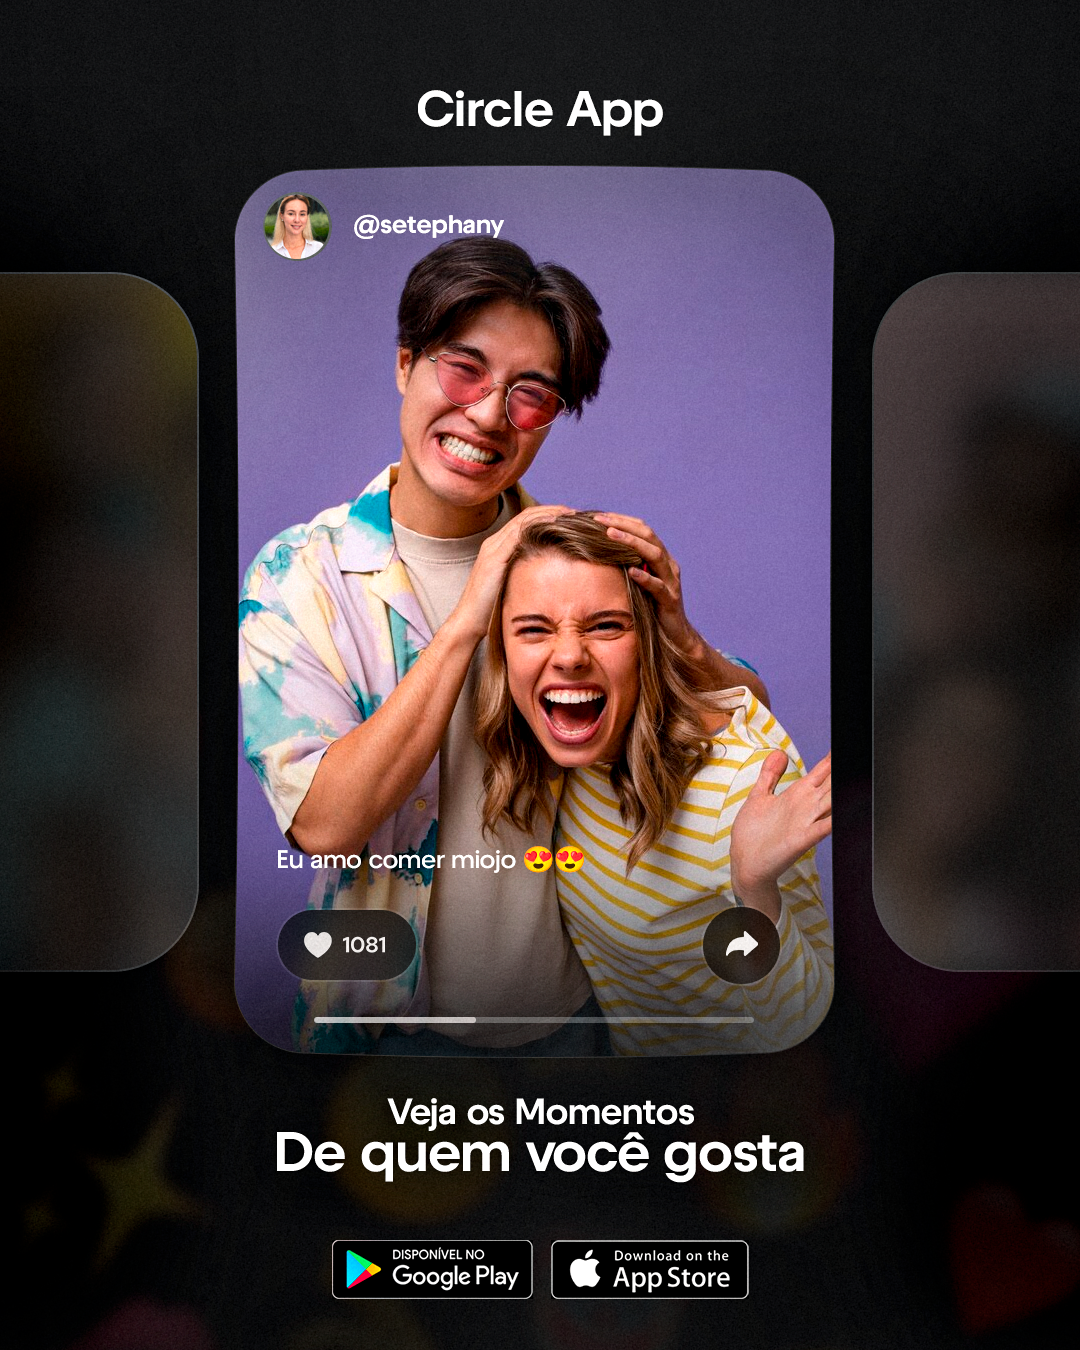 Circle App
@setephany
Eu amo comer miojo 😍😍
1081
Veja os Momentos
De quem você gosta
DISPONÍVEL NO
Google Play
Download on the
App Store